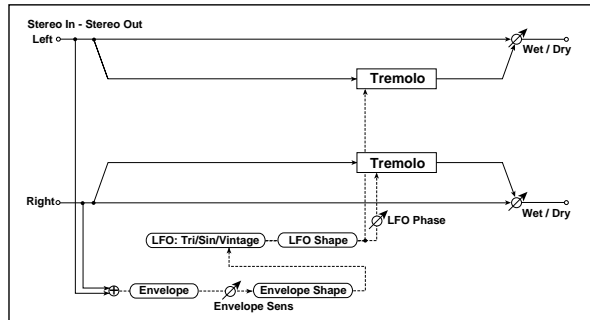 Stereo In - Stereo Out
Left
Wet / Dry
Tremolo
Tremolo
Right
Wet / Dry
LFO Phase
LFO: Tri/Sin/Vintage
LFO Shape
Envelope
Envelope Sens
Envelope Shape